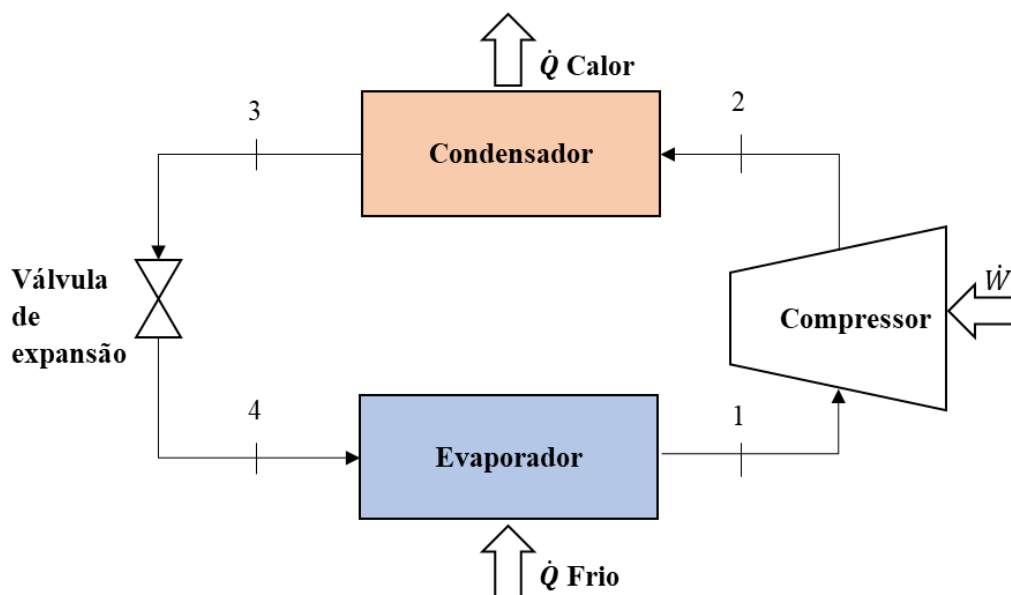 Q̇ Calor
3
2
Condensador
Válvula
de
expansão
Ẇ
Compressor
4
1
Evaporador
Q̇ Frio